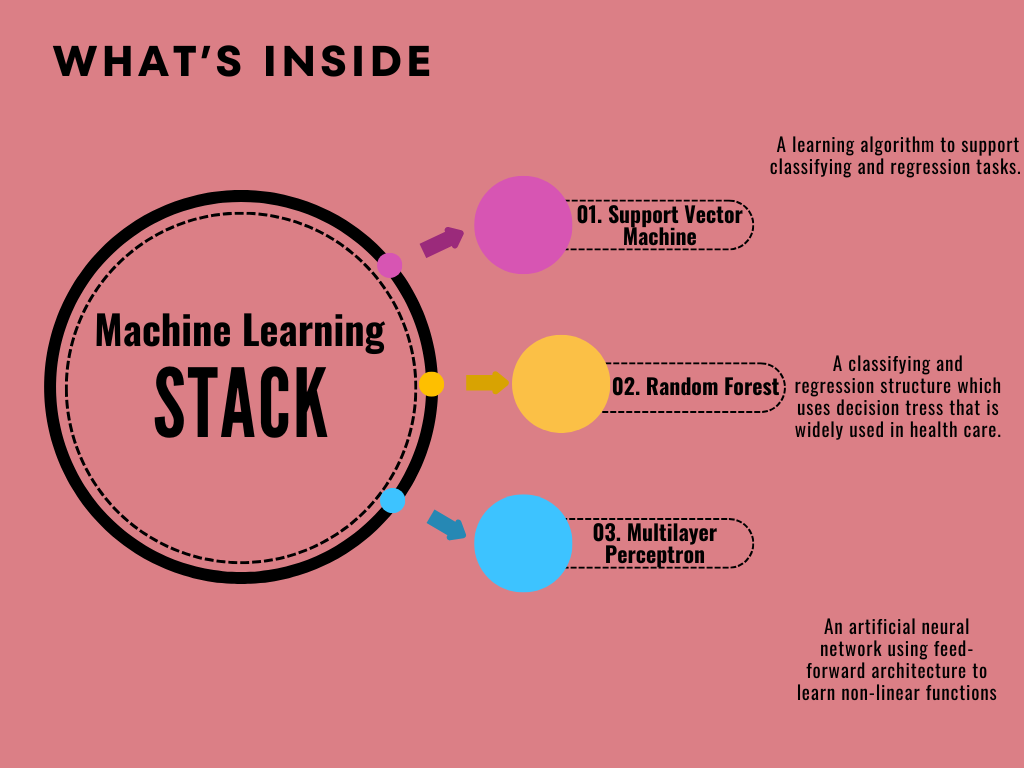 WHAT'S INSIDE
Machine Learning
STACK
A learning algorithm to support
classifying and regression tasks.
01. Support Vector
Machine
02. Random Forest
A classifying and
regression structure which
uses decision tress that is
widely used in health care.
03. Multilayer
Perceptron
An artificial neural
network using feed-
forward architecture to
learn non-linear functions